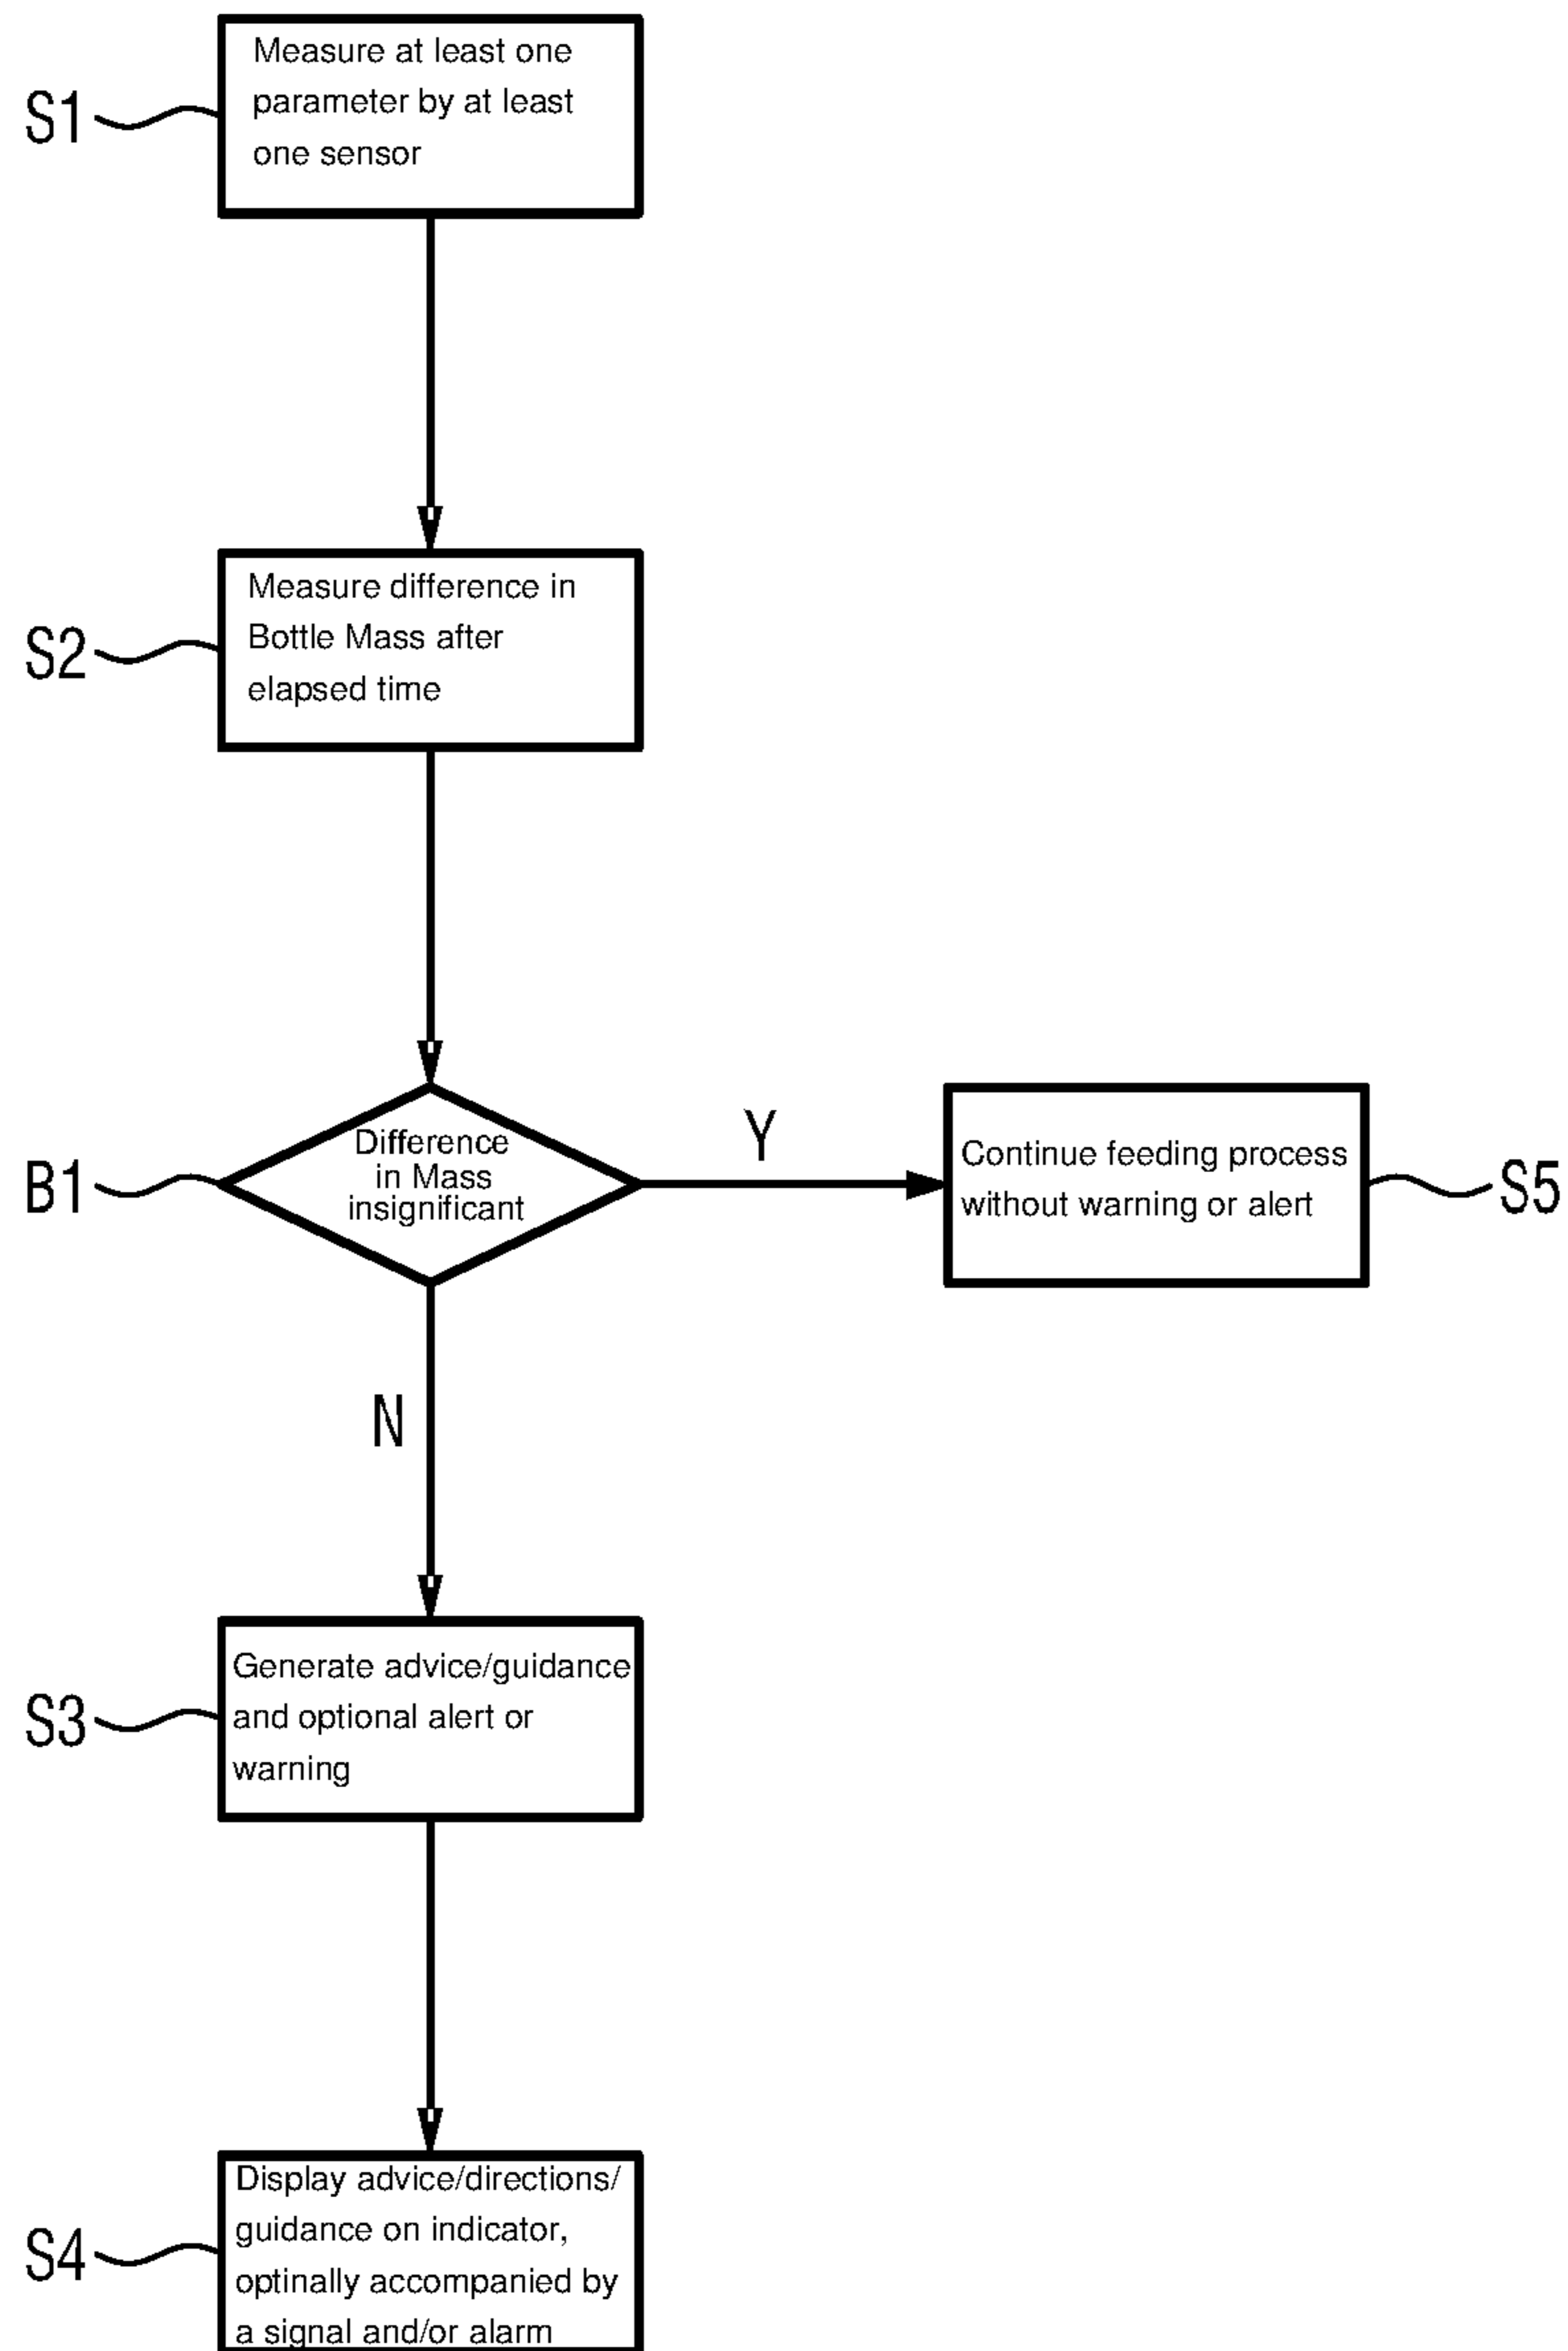 S1
Measure at least one
parameter by at least
one sensor
S2
Measure difference in
Bottle Mass after
elapsed time
B1
Difference
in Mass
insignificant
Y
Continue feeding process
without warning or alert
S5
N
S3
Generate advice/guidance
and optional alert or
warning
S4
Display advice/directions/
guidance on indicator,
optinally accompanied by
a signal and/or alarm